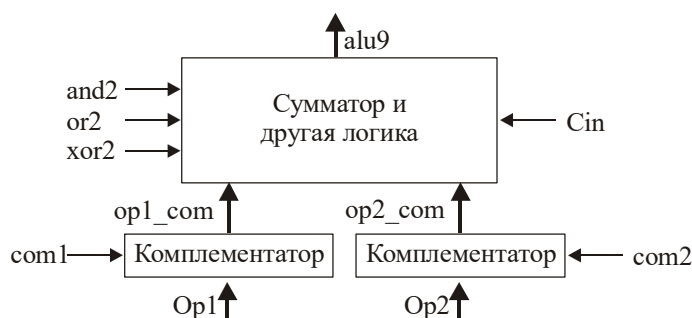 alu9
and2
or2
xor2
Сумматор и
другая логика
Cin
op1_com
op2_com
com1
Комплементатор
Комплементатор
com2
Op1
Op2